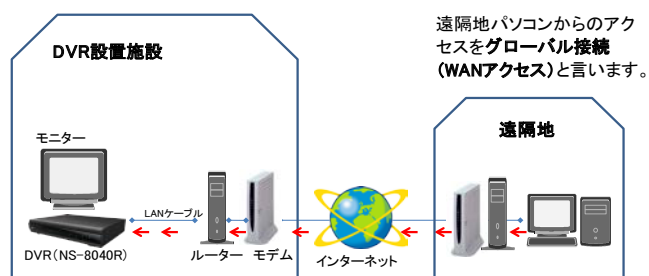 遠隔地パソコンからのアク
セスをグローバル接続
（WANアクセス）と言います。
DVR設置施設
遠隔地
モニター
LANケーブル
DVR（NS-8040R）
ルーター
モデム
インターネット